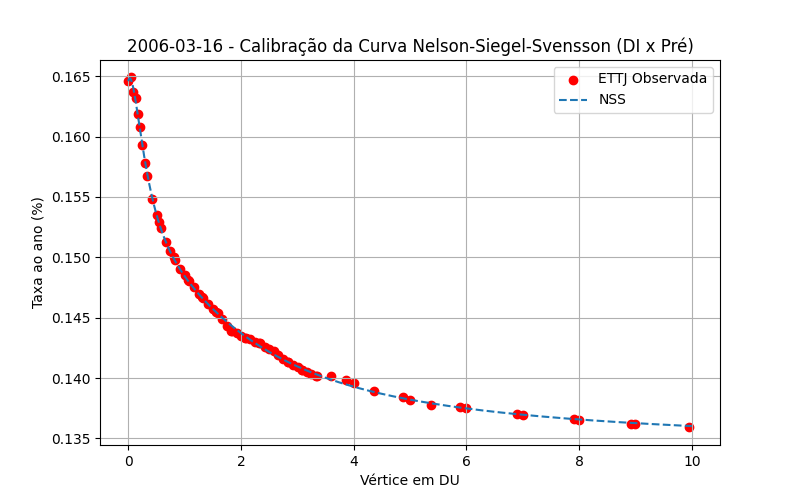 2006-03-16 - Calibração da Curva Nelson-Siegel-Svensson (DI x Pré)
ETTJ Observada
NSS
Taxa ao ano (%)
0.165
0.160
0.155
0.150
0.145
0.140
0.135
0 2 4 6 8 10
Vértice em DU